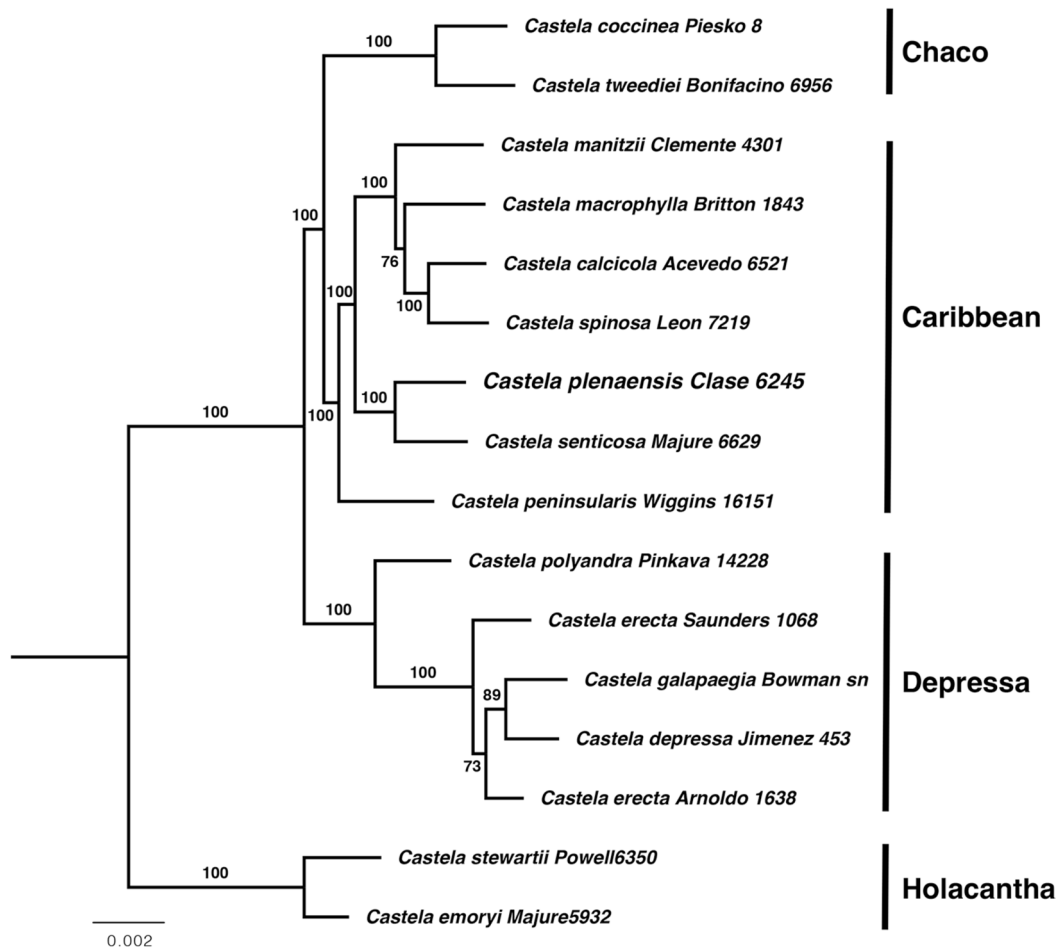 100
Castela coccinea Piesko 8
Chaco
Castela tweediei Bonifacino 6956
Castela manitzii Clemente 4301
100
Castela macrophylla Britton 1843
100
76
Castela calcicola Acevedo 6521
100
100
Castela spinosa Leon 7219
Caribbean
Castela plenaensis Clase 6245
100
100
100
Castela senticosa Majure 6629
Castela peninsularis Wiggins 16151
Castela polyandra Pinkava 14228
100
Castela erecta Saunders 1068
100
Castela galapaegia Bowman sn
Depressa
89
Castela depressa Jimenez 453
73
Castela erecta Arnoldo 1638
Castela stewartii Powell6350
100
Holacantha
Castela emoryi Majure5932
0.002